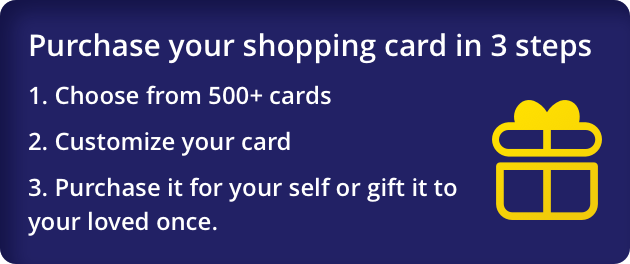 Purchase your shopping card in 3 steps
1. Choose from 500+ cards
2. Customize your card
3. Purchase it for your self or gift it to
your loved once.